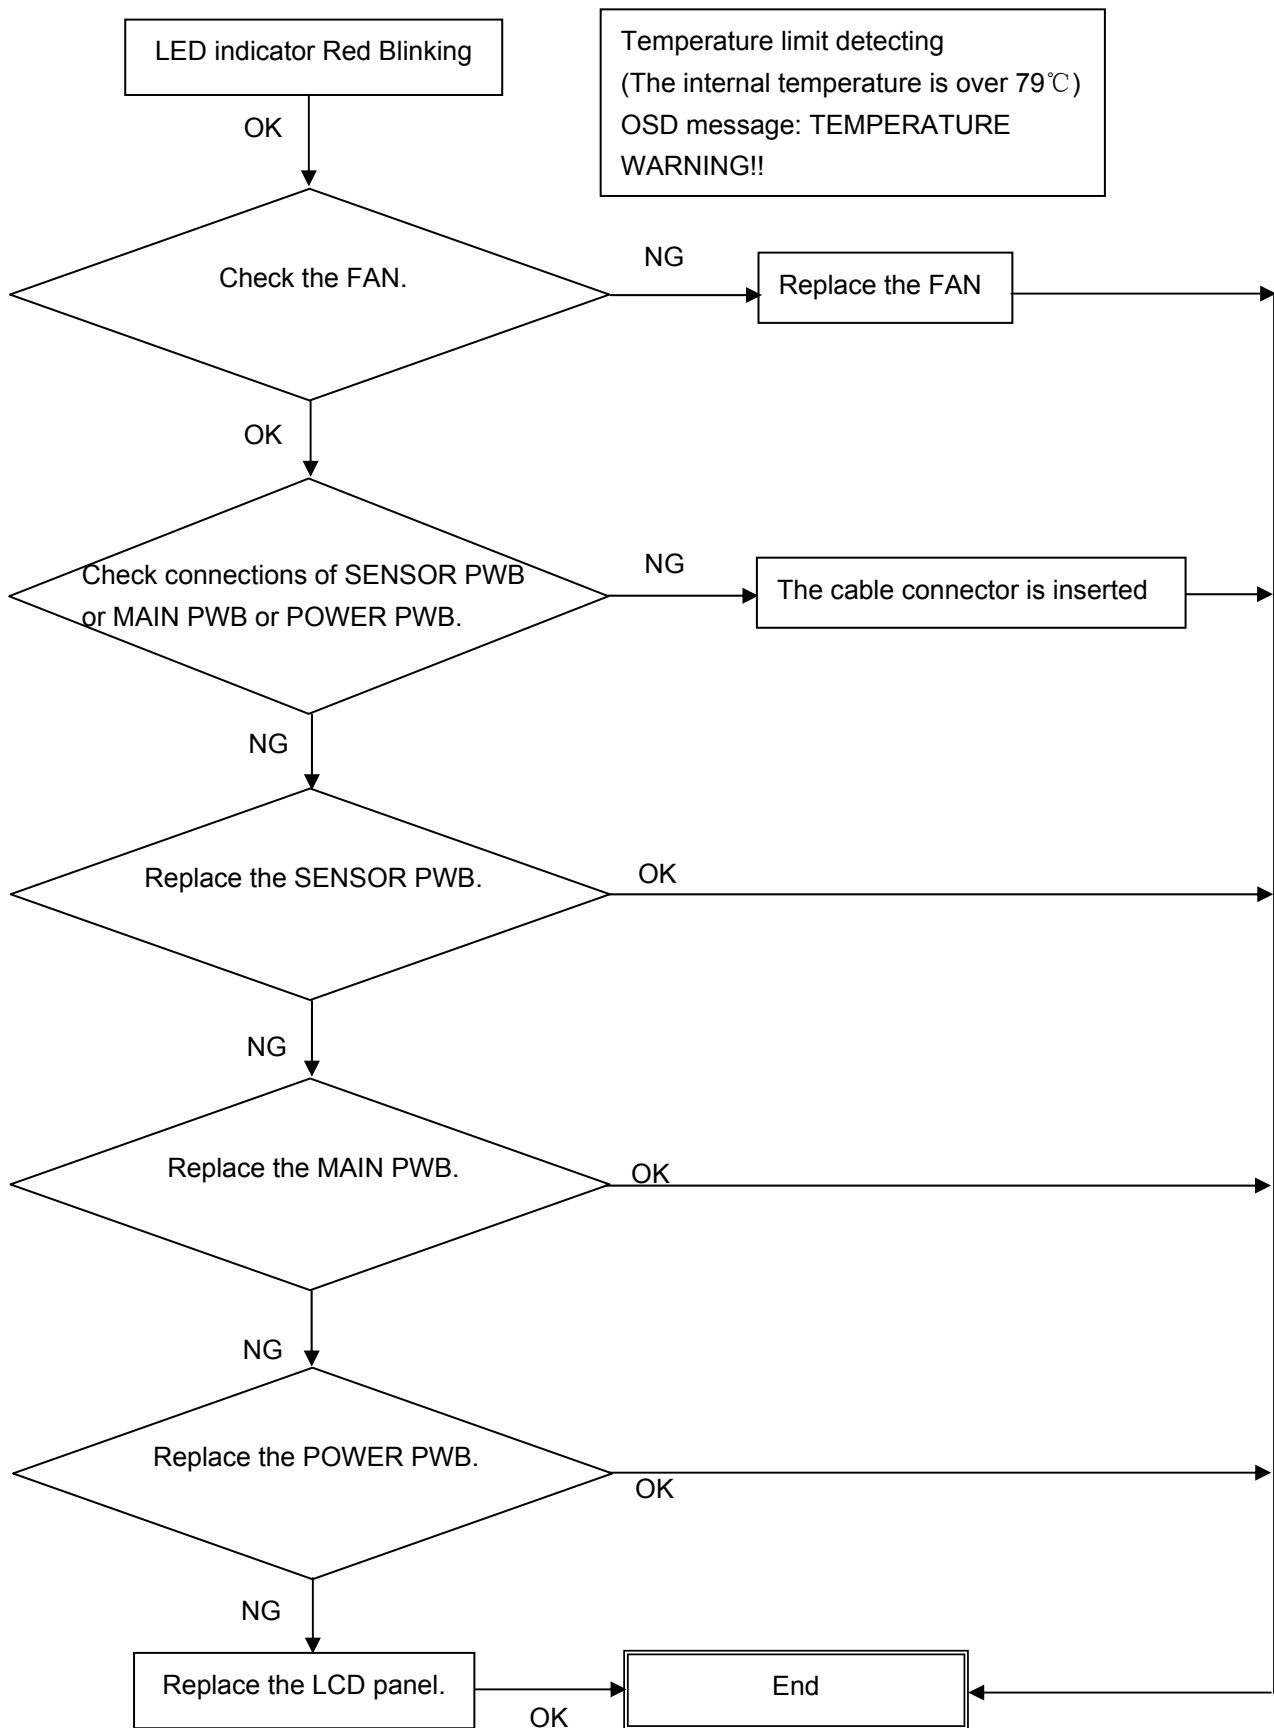 LED indicator Red Blinking
Temperature limit detecting
(The internal temperature is over 79℃)
OSD message: TEMPERATURE
WARNING!!
OK
Check the FAN.
NG
Replace the FAN
OK
Check connections of SENSOR PWB
or MAIN PWB or POWER PWB.
NG
The cable connector is inserted
NG
Replace the SENSOR PWB.
OK
NG
Replace the MAIN PWB.
OK
NG
Replace the POWER PWB.
OK
NG
Replace the LCD panel.
OK
End